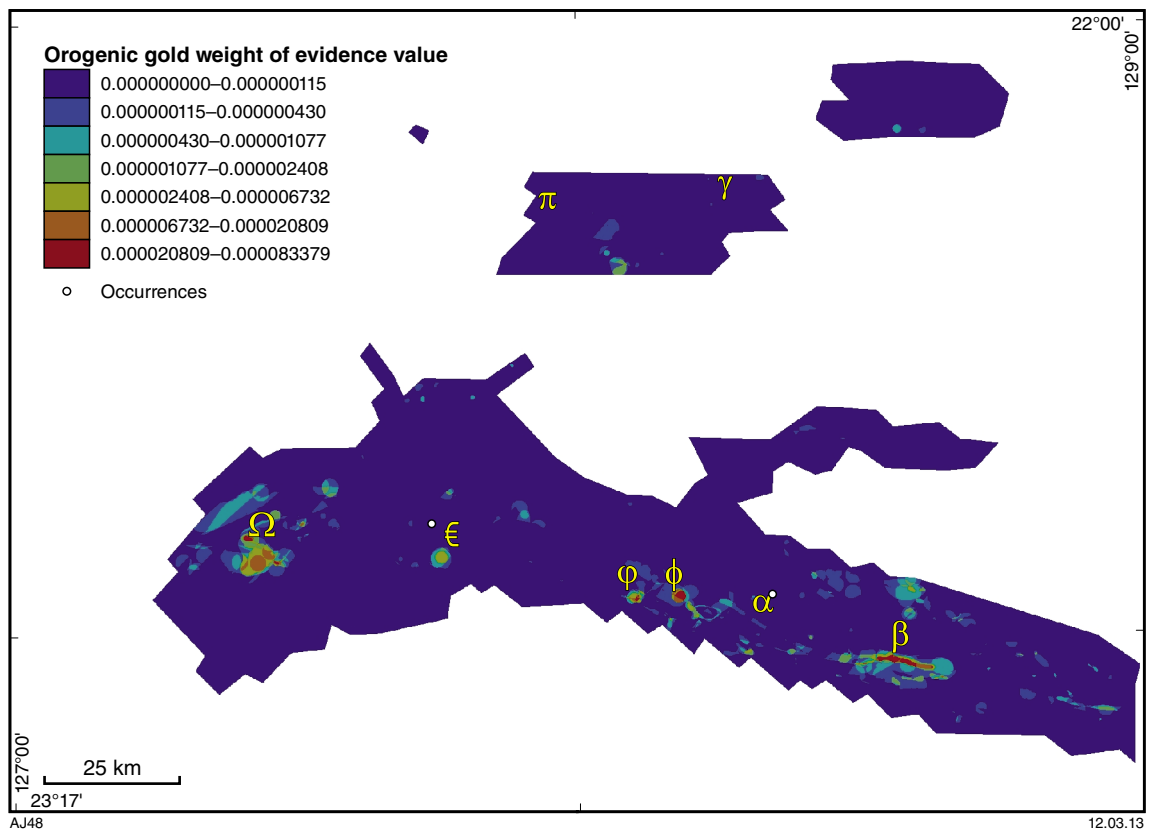 22°00'
129°00'
Orogenic gold weight of evidence value
0.000000000–0.000000115
0.000000115–0.000000430
0.000000430–0.000001077
0.000001077–0.000002408
0.000002408–0.000006732
0.000006732–0.000020809
0.000020809–0.000083379
Occurrences
π
γ
Ω
€
φ
ϕ
α
β
25 km
127°00'
23°17'
AJ48
12.03.13